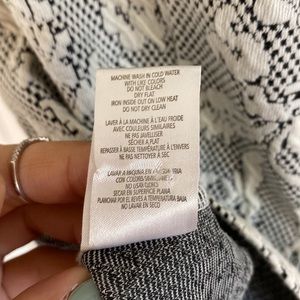 MACHINE WASH IN COLD WATER
WITH LIKE COLORS
DO NOT BLEACH
DRY FLAT
IRON INSIDE OUT ON LOW HEAT
DO NOT DRY CLEAN
LAVER À LA MACHINE À L'EAU FROIDE
AVEC COULEURS SIMILAIRES
NE PAS JAVELLISER
SÉCHER À PLAT
REPASSER À BASSE TEMPÉRATURE À L'ENVERS
NE PAS NETTOYER À SEC
LAVAR A MAQUINA EN AGUA FRIA
CON COLORES SIMILARES
NO USAR CLORO
SECAR EN SUPERFICIE PLANA
PLANCHAR POR EL REVES A TEMPERATURA BAJA
NO LAVAR EN SECO